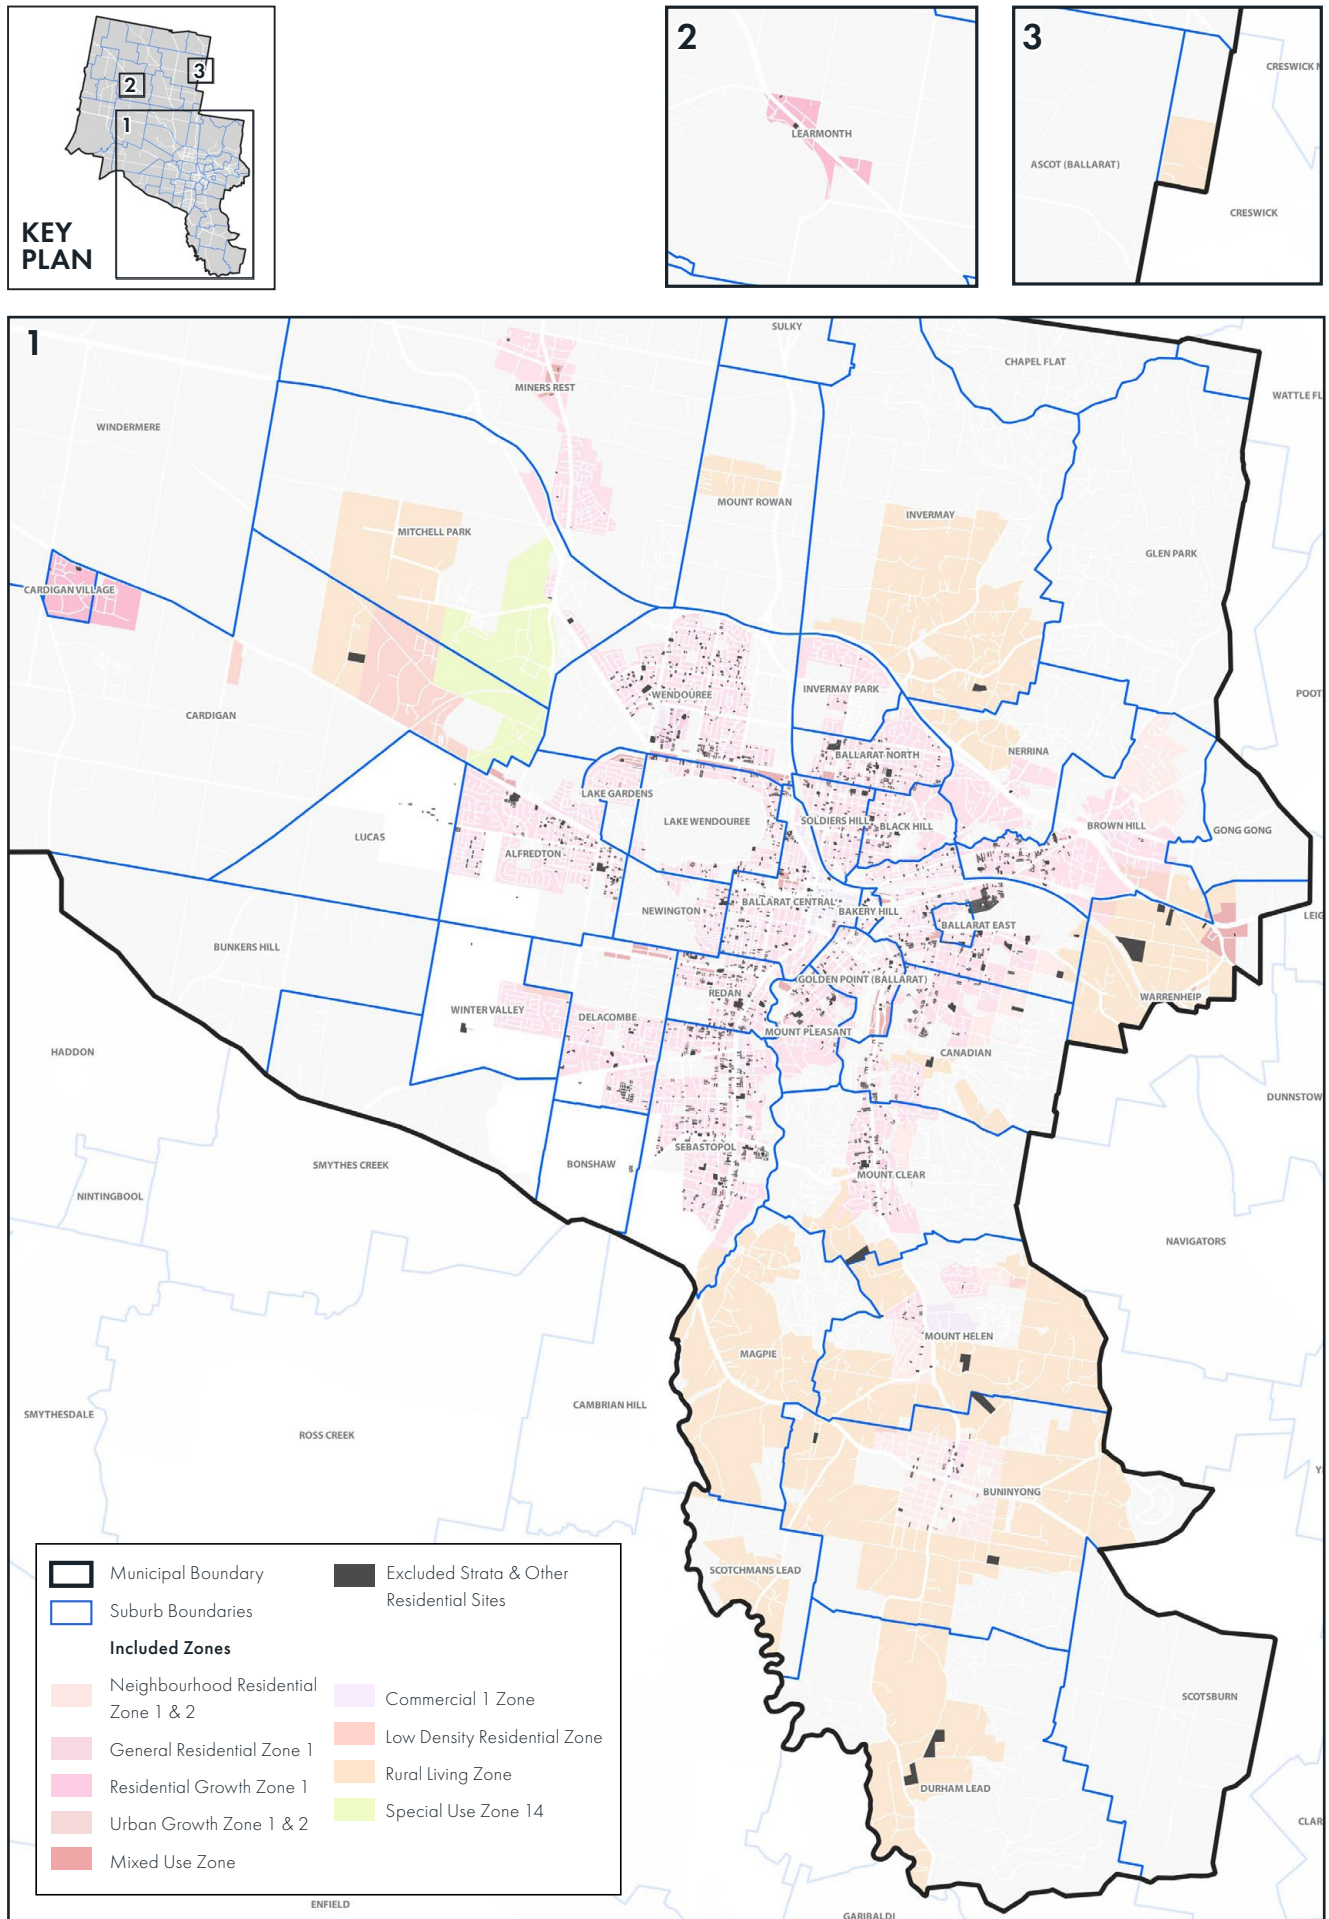 2
3
1
KEY
PLAN
2
LEARMONTH
3
CRESWICK N
ASCOT (BALLARAT)
CRESWICK
1
SULKY
CHAPEL FLAT
MINERS REST
WATTLE FL
WINDERMERE
MOUNT ROWAN
INVERMAY
MITCHELL PARK
GLEN PARK
CARDIGAN VILLAGE
WENDOUREE
INVERMAY PARK
POOT
CARDIGAN
NERRINA
BALLARAT NORTH
LAKE GARDENS
LAKE WENDOUREE
SOLDIERS HILL
BLACK HILL
BROWN HILL
GONG GONG
LUCAS
ALFREDTON
BALLARAT CENTRAL
NEWINGTON
BAKERY HILL
LEIG
BALLARAT EAST
BUNKERS HILL
GOLDEN POINT (BALLARAT)
REDAN
WARRENHEIP
WINTER VALLEY
DELACOMBE
MOUNT PLEASANT
HADDON
CANADIAN
DUNNSTOW
SEBASTOPOL
SMYTHES CREEK
BONSHAW
MOUNT CLEAR
NINTINGBOOL
NAVIGATORS
MOUNT HELEN
MAGPIE
SMYTHESDALE
CAMBRIAN HILL
ROSS CREEK
Y
BUNINYONG
SCOTCHMANS LEAD
SCOTSBURN
DURHAM LEAD
CLAR
ENFIELD
GARIBALDI
Municipal Boundary
Suburb Boundaries
Included Zones
Neighbourhood Residential
Zone 1 & 2
General Residential Zone 1
Residential Growth Zone 1
Urban Growth Zone 1 & 2
Mixed Use Zone
Excluded Strata & Other
Residential Sites
Commercial 1 Zone
Low Density Residential Zone
Rural Living Zone
Special Use Zone 14